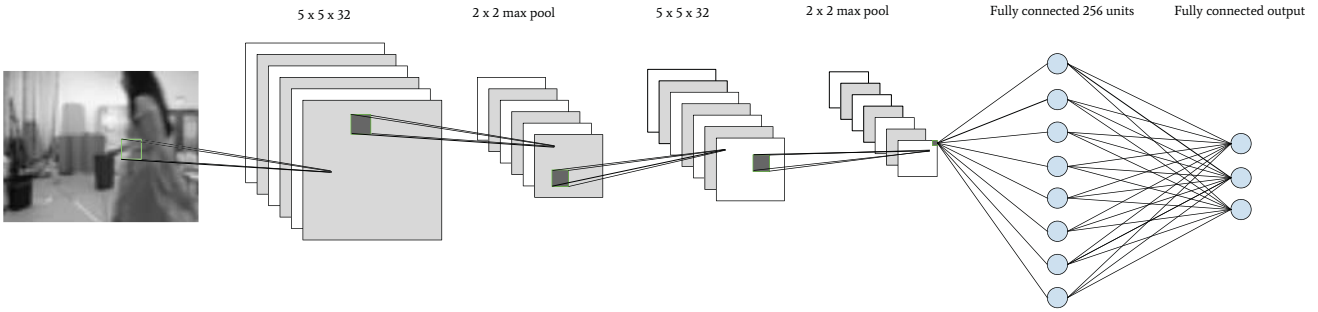 5 x 5 x 32
2 x 2 max pool
5 x 5 x 32
2 x 2 max pool
Fully connected 256 units
Fully connected output